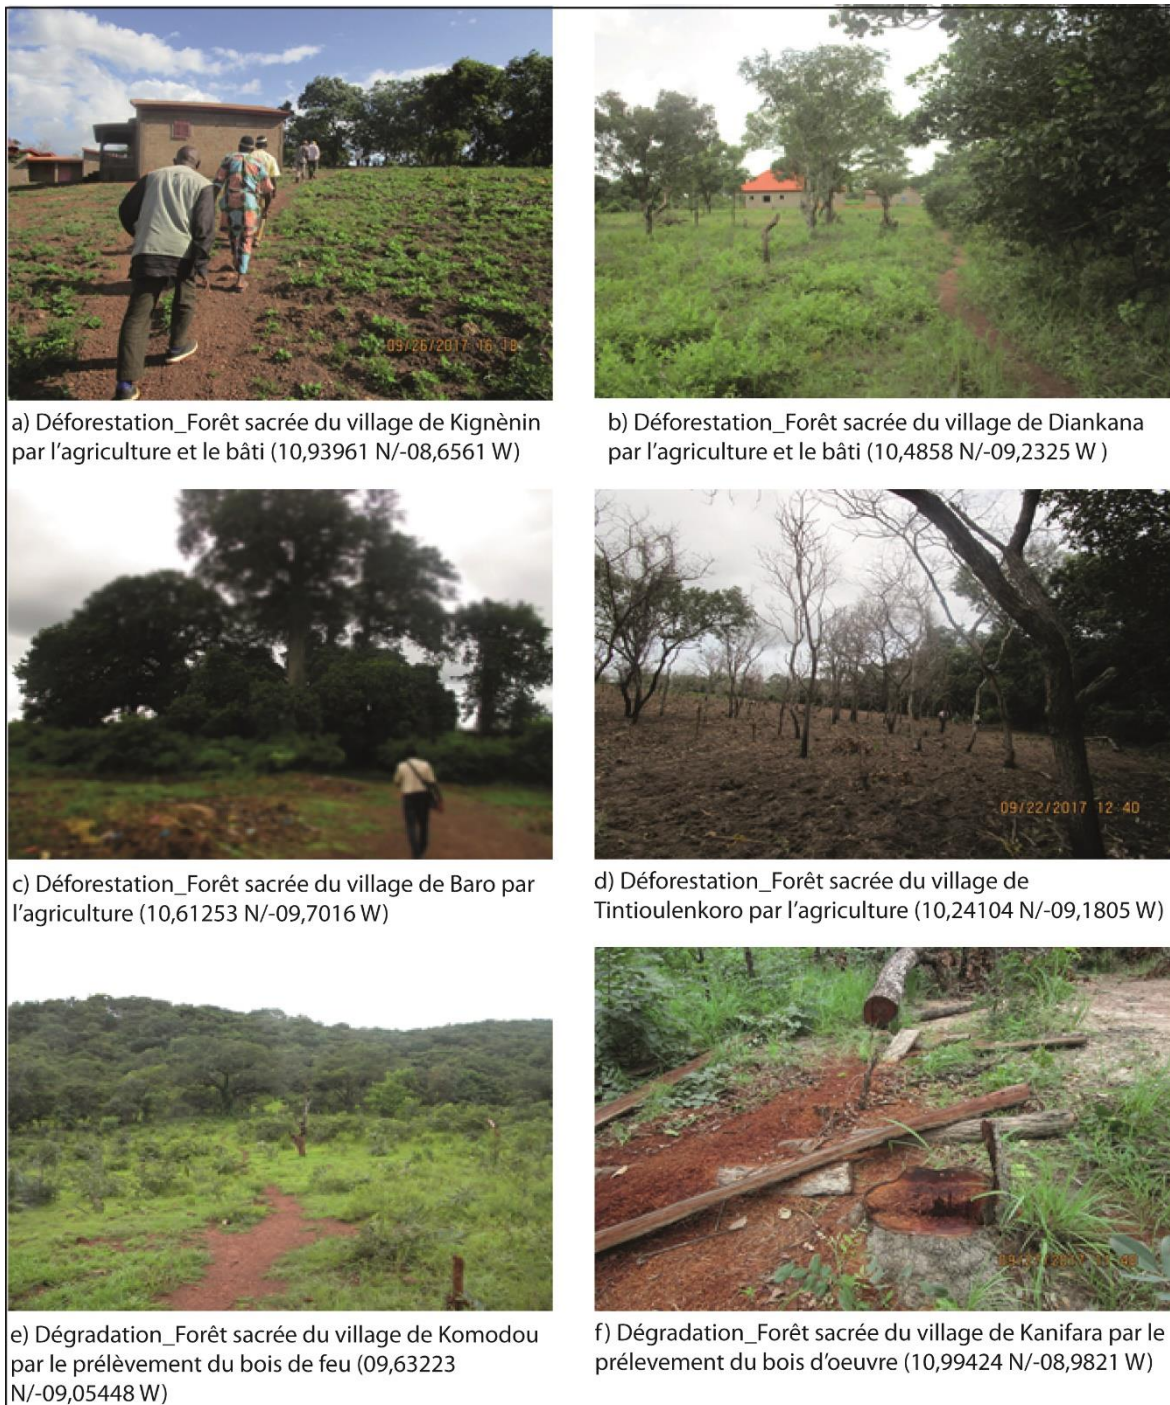 09/26/2017 16 18
a) Déforestation_Forêt sacrée du village de Kignènin
par l'agriculture et le bâti (10,93961 N/-08,6561 W)
b) Déforestation_Forêt sacrée du village de Diankana
par l'agriculture et le bâti (10,4858 N/-09,2325 W )
09/22/2017 12 40
c) Déforestation_Forêt sacrée du village de Baro par
l'agriculture (10,61253 N/-09,7016 W)
d) Déforestation_Forêt sacrée du village de
Tintioulenkoro par l'agriculture (10,24104 N/-09,1805 W)
e) Dégradation_Forêt sacrée du village de Komodou
par le prélèvement du bois de feu (09,63223
N/-09,05448 W)
f) Dégradation_Forêt sacrée du village de Kanifara par le
prélevement du bois d'oeuvre (10,99424 N/-08,9821 W)